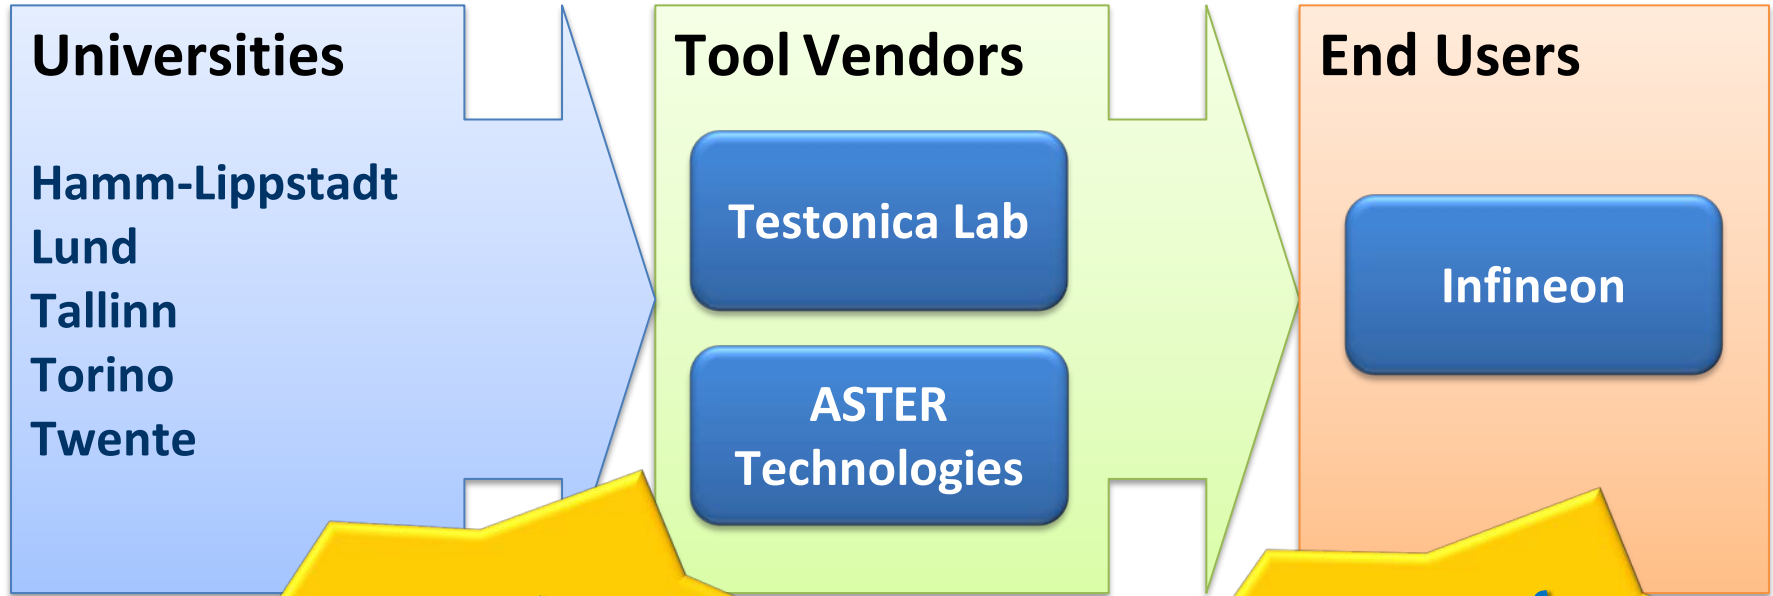 Universities
Hamm-Lippstadt
Lund
Tallinn
Torino
Twente
Tool Vendors
Testonica Lab
ASTER
Technologies
End Users
Infineon